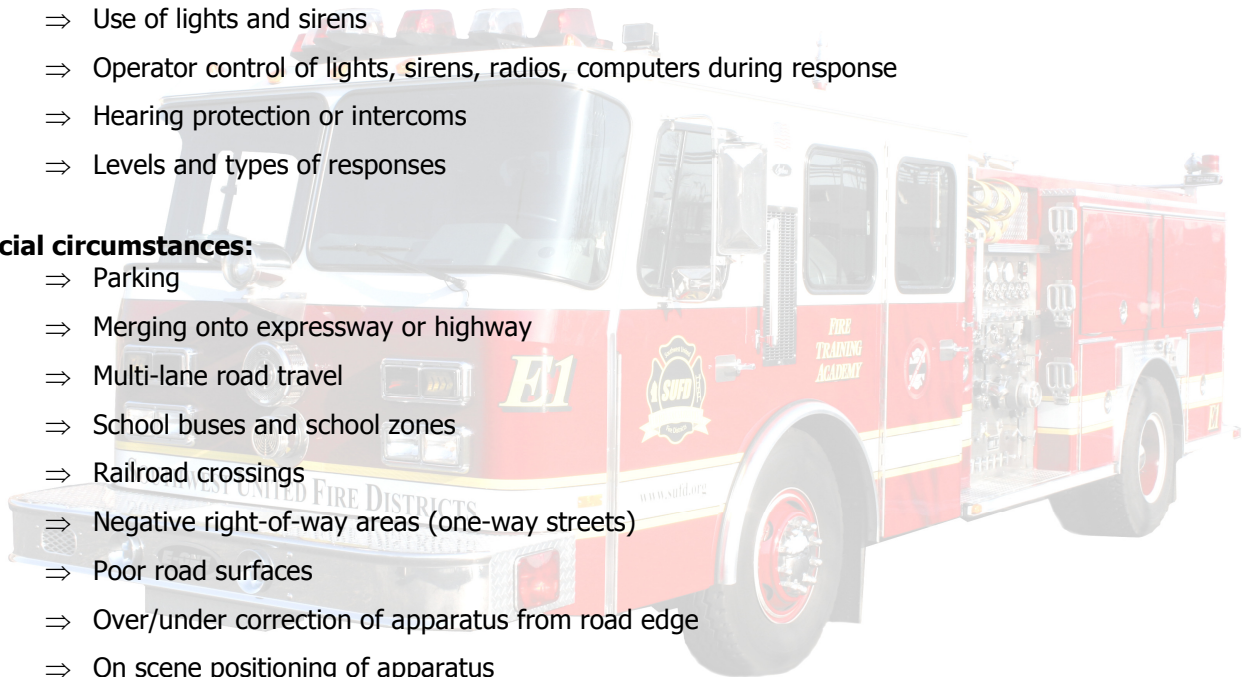 ⇒ Use of lights and sirens
⇒ Operator control of lights, sirens, radios, computers during response
⇒ Hearing protection or intercoms
⇒ Levels and types of responses
cial circumstances:
⇒ Parking
⇒ Merging onto expressway or highway
⇒ Multi-lane road travel
⇒ School buses and school zones
⇒ Railroad crossings
⇒ Negative right-of-way areas (one-way streets)
⇒ Poor road surfaces
⇒ Over/under correction of apparatus from road edge
⇒ On scene positioning of apparatus
FIRE
TRAINING
ACADEMY
E1
SUFD
UNITED FIRE DISTRICTS
www.sufd.org
E1